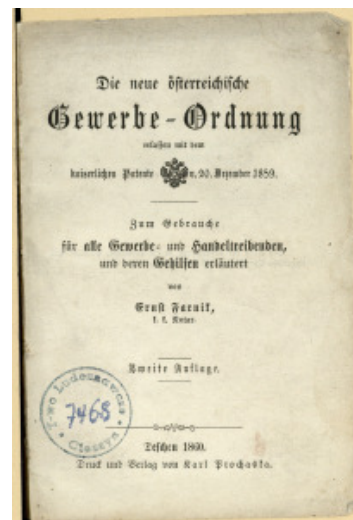 Die neue österreichische
Gewerbe-Ordnung
erlassen mit dem
kaiserlichen Patente v. 20. Dezember 1859.
Zum Gebrauche
für alle Gewerbe- und Handeltreibenden,
und deren Gehilfen erläutert
von
Ernst Farnik,
k. k. Notar.
Zweite Auflage.
7468
Cieszyn
Teschen 1860.
Druck und Verlag von Karl Prochaska.